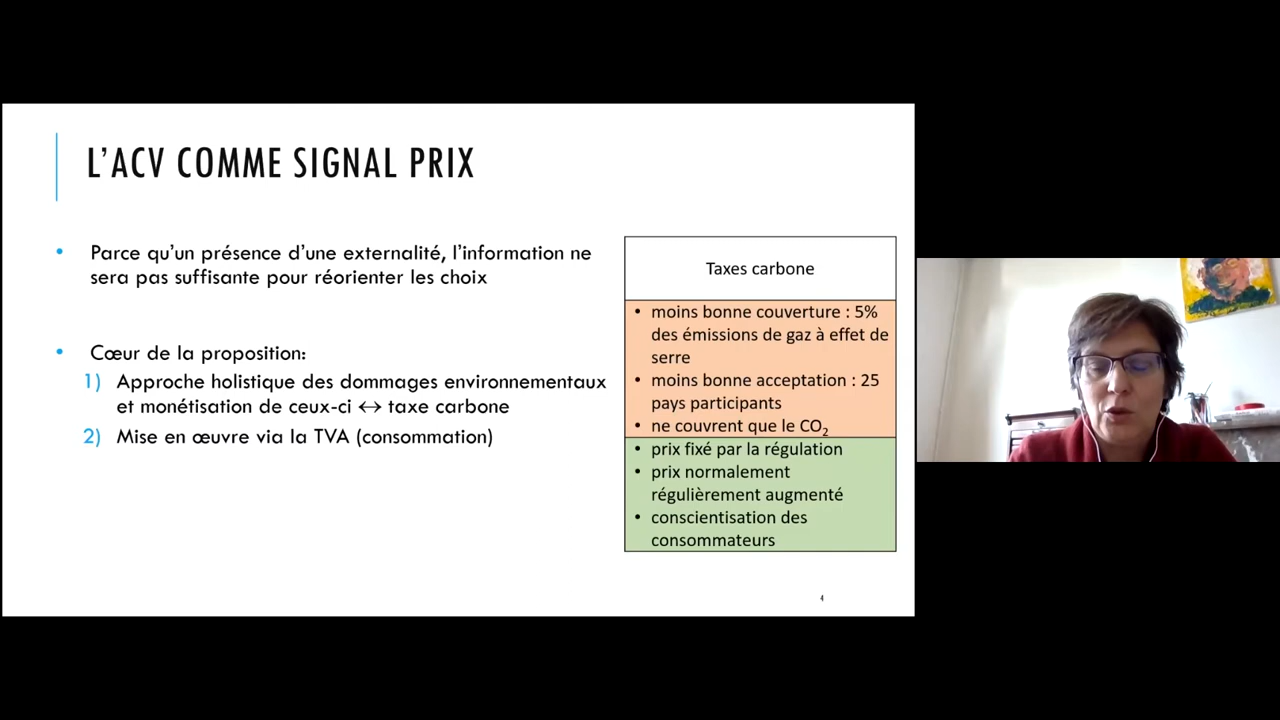 L'ACV COMME SIGNAL PRIX
• Parce qu'un présence d'une externalité, l'information ne
sera pas suffisante pour réorienter les choix
• Cœur de la proposition:
1) Approche holistique des dommages environnementaux
et monétisation de ceux-ci ↔ taxe carbone
2) Mise en œuvre via la TVA (consommation)
Taxes carbone
• moins bonne couverture : 5%
des émissions de gaz à effet de
serre
• moins bonne acceptation : 25
pays participants
• ne couvrent que le CO₂
• prix fixé par la régulation
• prix normalement
régulièrement augmenté
• conscientisation des
consommateurs
4